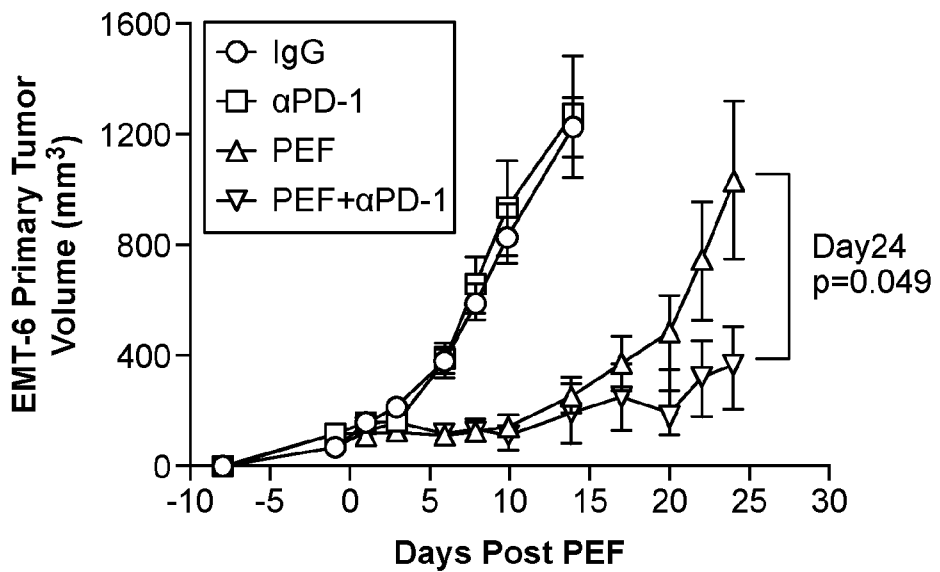 EMT-6 Primary Tumor
Volume (mm³)
1600
1200
800
400
0
IgG
αPD-1
PEF
PEF+αPD-1
Day24
p=0.049
-10 -5 0 5 10 15 20 25 30
Days Post PEF